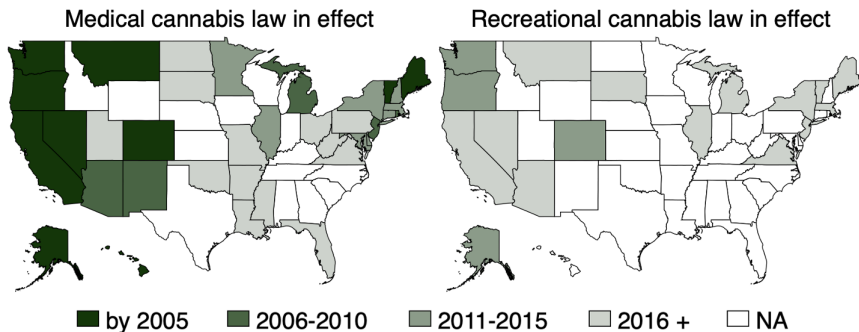 Medical cannabis law in effect
Recreational cannabis law in effect
by 2005
2006-2010
2011-2015
2016 +
NA